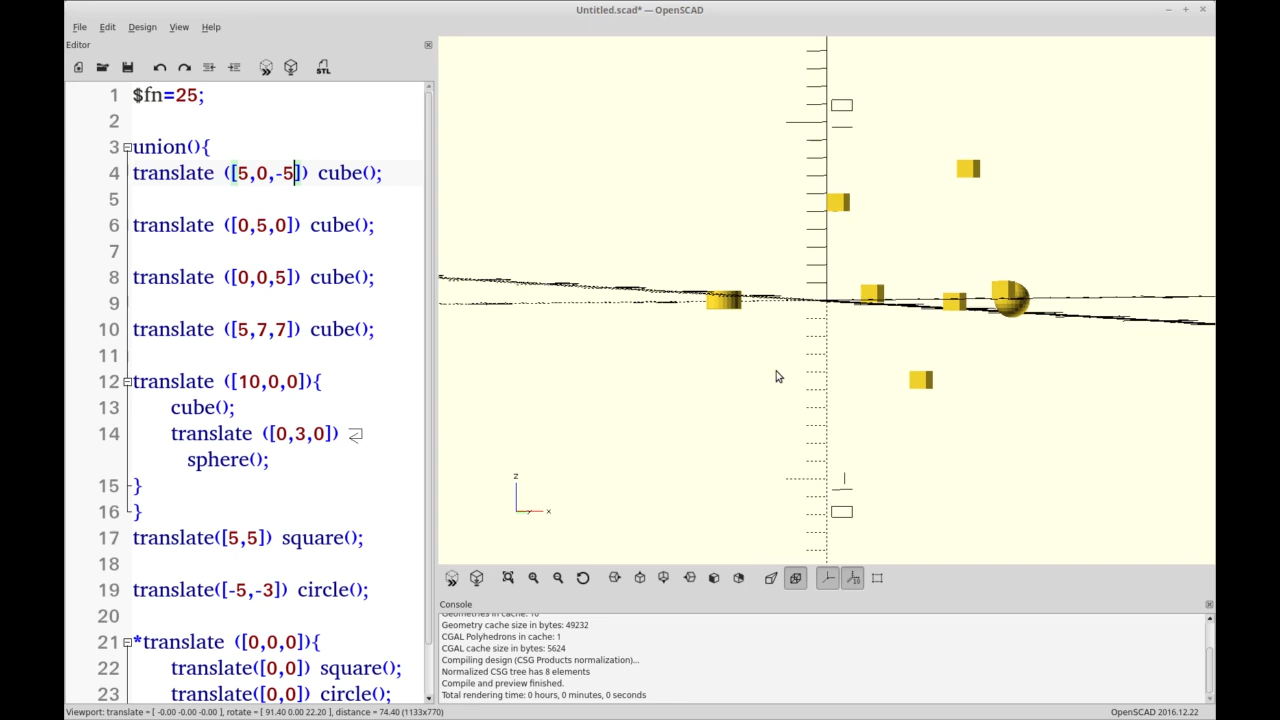 Untitled.scad* — OpenSCAD
File Edit Design View Help
Editor
STL
1 $fn=25;
2
3 union(){
4 translate ([5,0,-5]) cube();
5
6 translate ([0,5,0]) cube();
7
8 translate ([0,0,5]) cube();
9
10 translate ([5,7,7]) cube();
11
12 translate ([10,0,0]){
13 cube();
14 translate ([0,3,0])
sphere();
15 }
16 }
17 translate([5,5]) square();
18
19 translate([-5,-3]) circle();
20
21 *translate ([0,0,0]){
22 translate([0,0]) square();
23 translate([0,0]) circle();
z
y
x
10
Console
Geometries in cache: 10
Geometry cache size in bytes: 49232
CGAL Polyhedrons in cache: 1
CGAL cache size in bytes: 5624
Compiling design (CSG Products normalization)...
Normalized CSG tree has 8 elements
Compile and preview finished.
Total rendering time: 0 hours, 0 minutes, 0 seconds
Viewport: translate = [ -0.00 -0.00 -0.00 ], rotate = [ 91.40 0.00 22.20 ], distance = 74.40 (1133x770)
OpenSCAD 2016.12.22